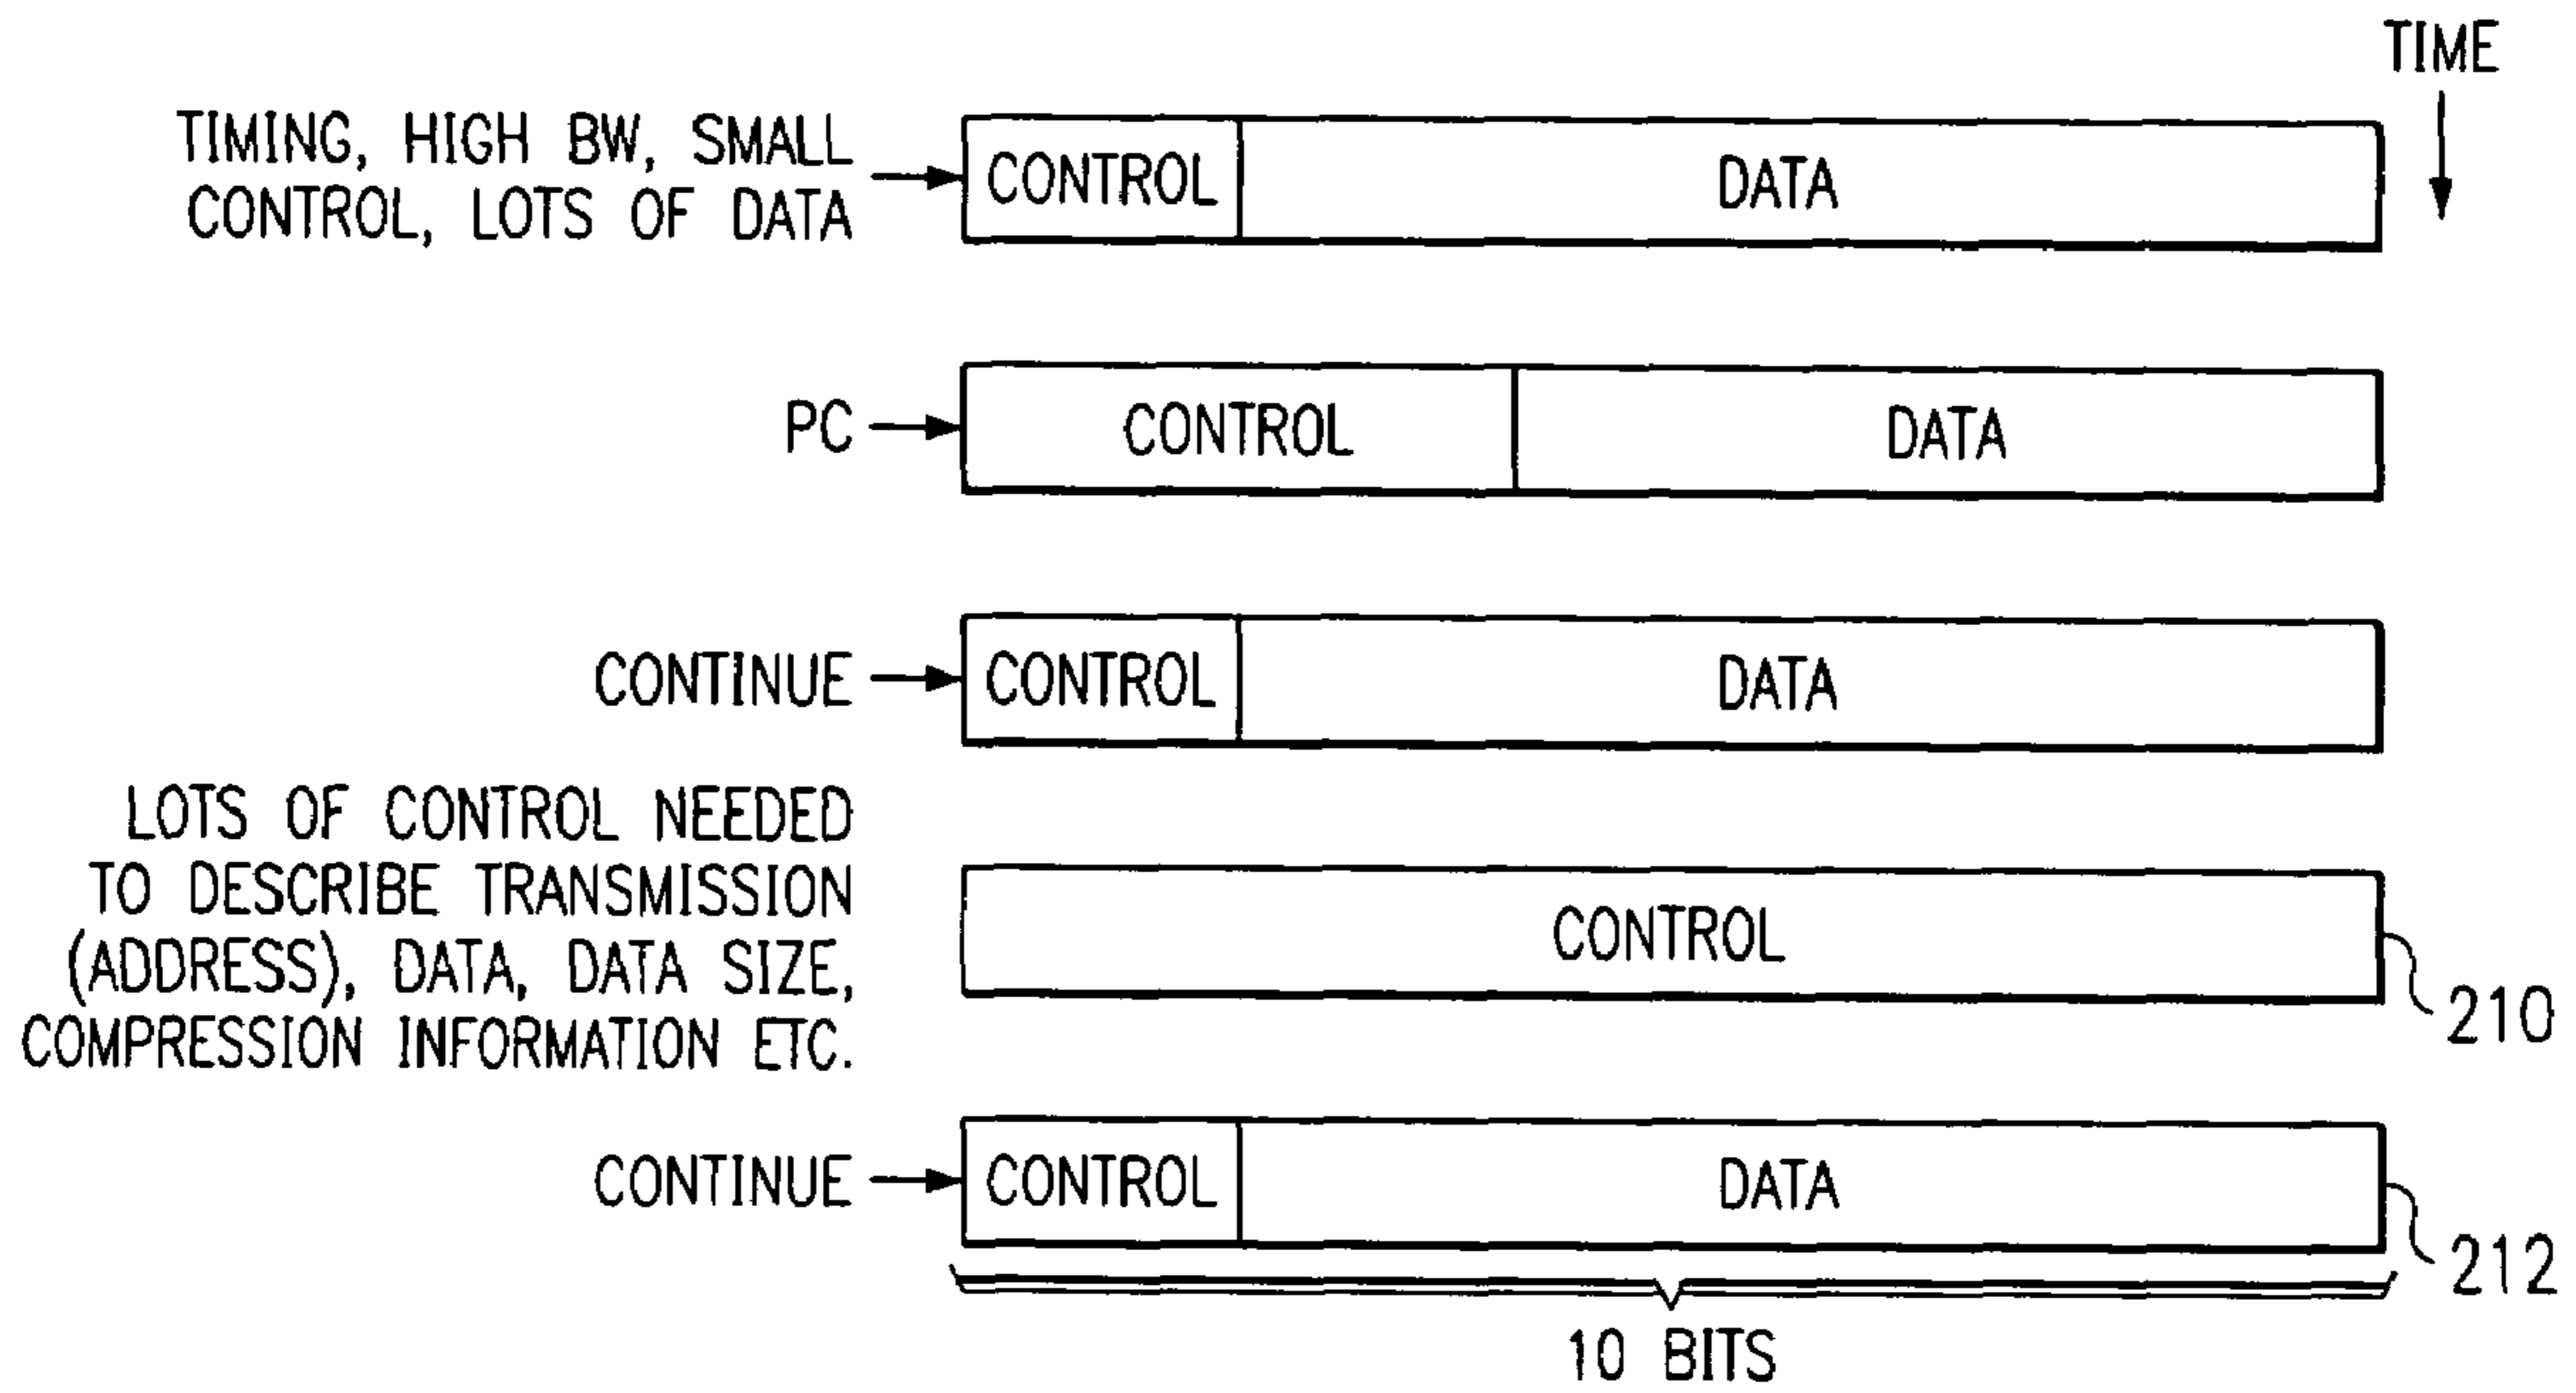 TIME
TIMING, HIGH BW, SMALL
CONTROL, LOTS OF DATA
CONTROL
DATA
PC
CONTROL
DATA
CONTINUE
CONTROL
DATA
LOTS OF CONTROL NEEDED
TO DESCRIBE TRANSMISSION
(ADDRESS), DATA, DATA SIZE,
COMPRESSION INFORMATION ETC.
CONTROL
210
CONTINUE
CONTROL
DATA
212
10 BITS